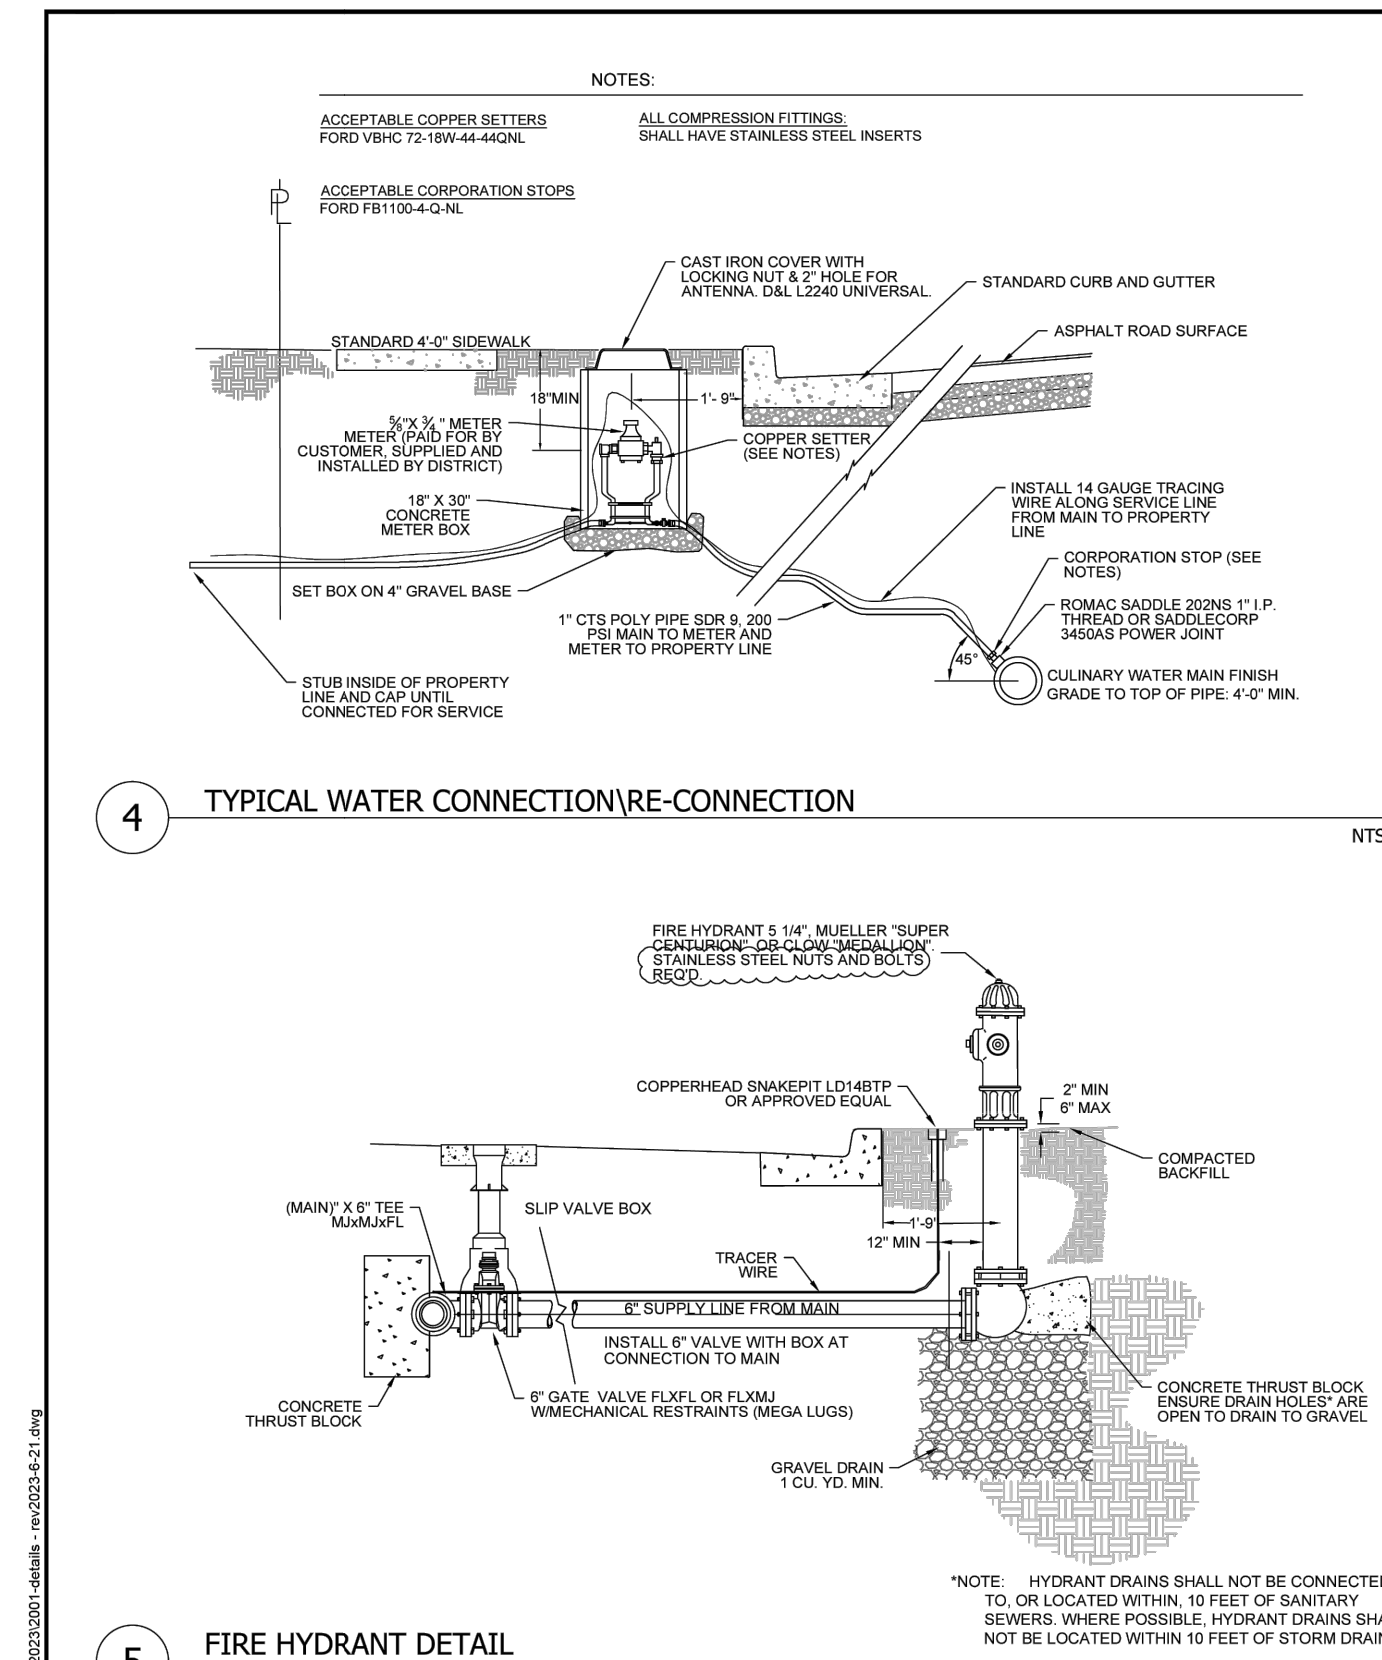 NOTES:
ACCEPTABLE COPPER SETTERS
FORD VBHC 72-18W-44-44QNL
ALL COMPRESSION FITTINGS:
SHALL HAVE STAINLESS STEEL INSERTS
PL
ACCEPTABLE CORPORATION STOPS
FORD FB1100-4-Q-NL
CAST IRON COVER WITH
LOCKING NUT & 2" HOLE FOR
ANTENNA. D&L L2240 UNIVERSAL.
STANDARD CURB AND GUTTER
ASPHALT ROAD SURFACE
STANDARD 4'-0" SIDEWALK
18"MIN
1'- 9"
⅝"X ¾ " METER
METER (PAID FOR BY
CUSTOMER, SUPPLIED AND
INSTALLED BY DISTRICT)
COPPER SETTER
(SEE NOTES)
18" X 30"
CONCRETE
METER BOX
INSTALL 14 GAUGE TRACING
WIRE ALONG SERVICE LINE
FROM MAIN TO PROPERTY
LINE
CORPORATION STOP (SEE
NOTES)
SET BOX ON 4" GRAVEL BASE
1" CTS POLY PIPE SDR 9, 200
PSI MAIN TO METER AND
METER TO PROPERTY LINE
ROMAC SADDLE 202NS 1" I.P.
THREAD OR SADDLECORP
3450AS POWER JOINT
45°
CULINARY WATER MAIN FINISH
GRADE TO TOP OF PIPE: 4'-0" MIN.
STUB INSIDE OF PROPERTY
LINE AND CAP UNTIL
CONNECTED FOR SERVICE
4
TYPICAL WATER CONNECTION\RE-CONNECTION
NTS
FIRE HYDRANT 5 1/4", MUELLER "SUPER
CENTURION" OR CLOW "MEDALLION".
STAINLESS STEEL NUTS AND BOLTS
REQ'D.
COPPERHEAD SNAKEPIT LD14BTP
OR APPROVED EQUAL
2" MIN
6" MAX
COMPACTED
BACKFILL
(MAIN)" X 6" TEE
MJxMJxFL
SLIP VALVE BOX
1'-9"
12" MIN
TRACER
WIRE
6" SUPPLY LINE FROM MAIN
INSTALL 6" VALVE WITH BOX AT
CONNECTION TO MAIN
6" GATE VALVE FLXFL OR FLXMJ
W/MECHANICAL RESTRAINTS (MEGA LUGS)
CONCRETE
THRUST BLOCK
CONCRETE THRUST BLOCK
ENSURE DRAIN HOLES* ARE
OPEN TO DRAIN TO GRAVEL
GRAVEL DRAIN
1 CU. YD. MIN.
*NOTE: HYDRANT DRAINS SHALL NOT BE CONNECTE
TO, OR LOCATED WITHIN, 10 FEET OF SANITARY
SEWERS. WHERE POSSIBLE, HYDRANT DRAINS SHA
NOT BE LOCATED WITHIN 10 FEET OF STORM DRAIN
5
FIRE HYDRANT DETAIL
2023\2001-details - rev2023-6-21.dwg